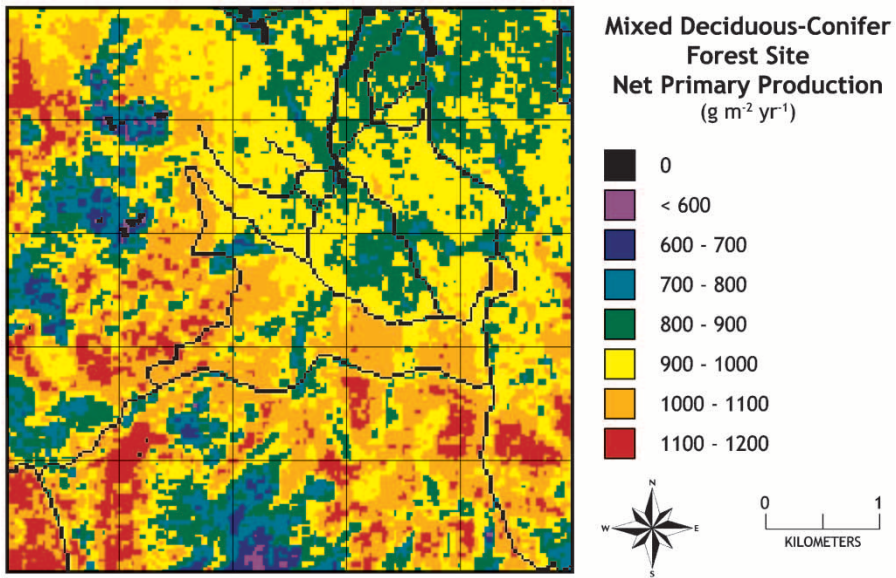 Mixed Deciduous-Conifer
Forest Site
Net Primary Production
(g m⁻² yr⁻¹)
0
< 600
600 - 700
700 - 800
800 - 900
900 - 1000
1000 - 1100
1100 - 1200
N
W E
S
0 1
KILOMETERS